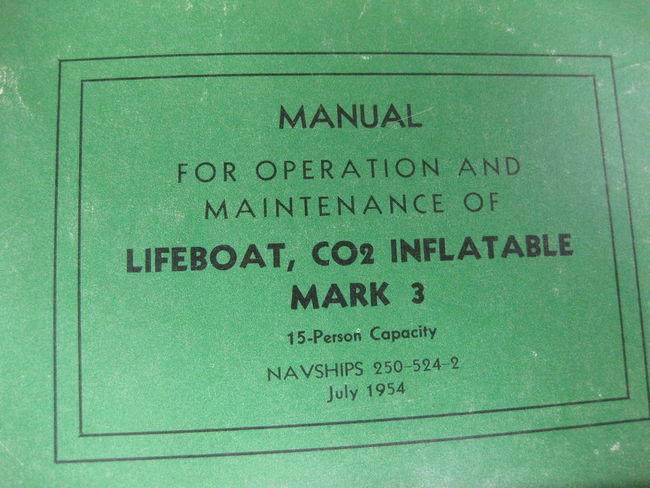 MANUAL
FOR OPERATION AND
MAINTENANCE OF
LIFEBOAT, CO2 INFLATABLE
MARK 3
15-Person Capacity
NAVSHIPS 250-524-2
July 1954